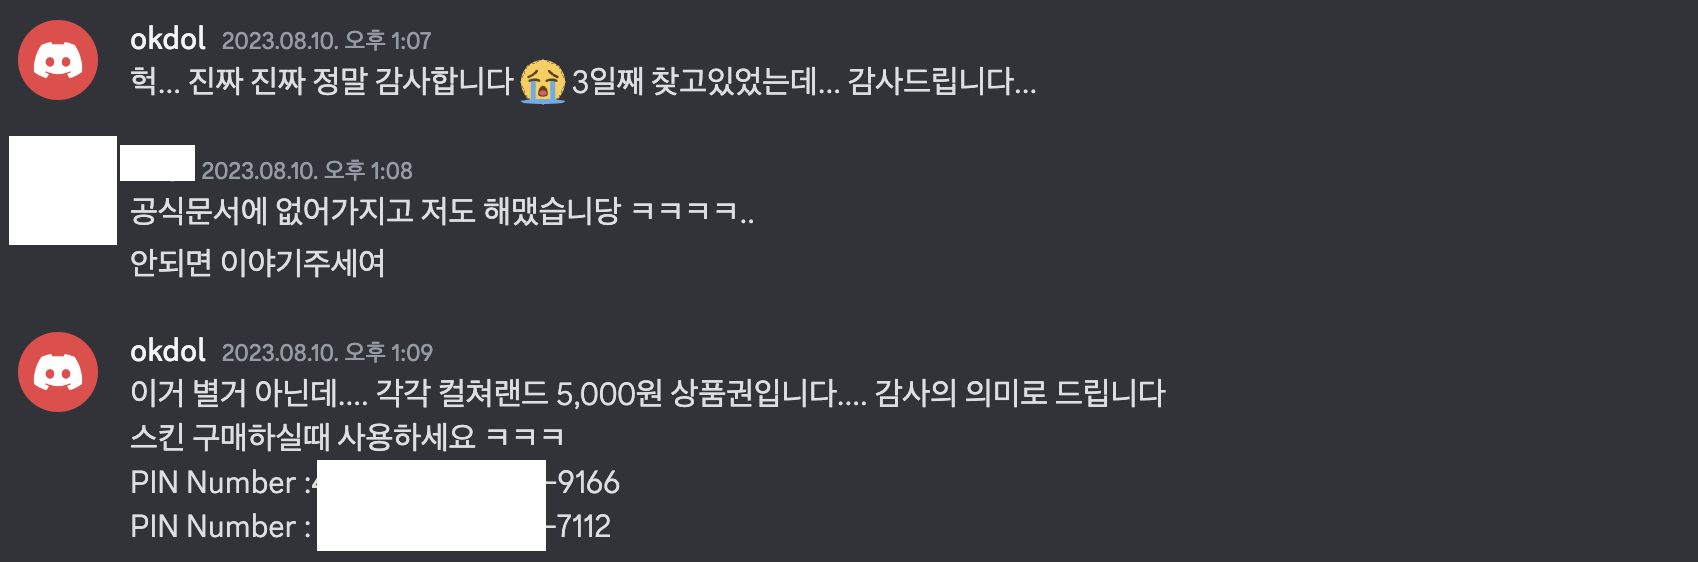 okdol 2023.08.10. 오후 1:07
헉... 진짜 진짜 정말 감사합니다 😭 3일째 찾고있었는데... 감사드립니다...
2023.08.10. 오후 1:08
공식문서에 없어가지고 저도 해맸습니당 ㅋㅋㅋㅋ..
안되면 이야기주세여
okdol 2023.08.10. 오후 1:09
이거 별거 아닌데.... 각각 컬쳐랜드 5,000원 상품권입니다.... 감사의 의미로 드립니다
스킨 구매하실때 사용하세요 ㅋㅋㅋ
PIN Number : -9166
PIN Number : -7112